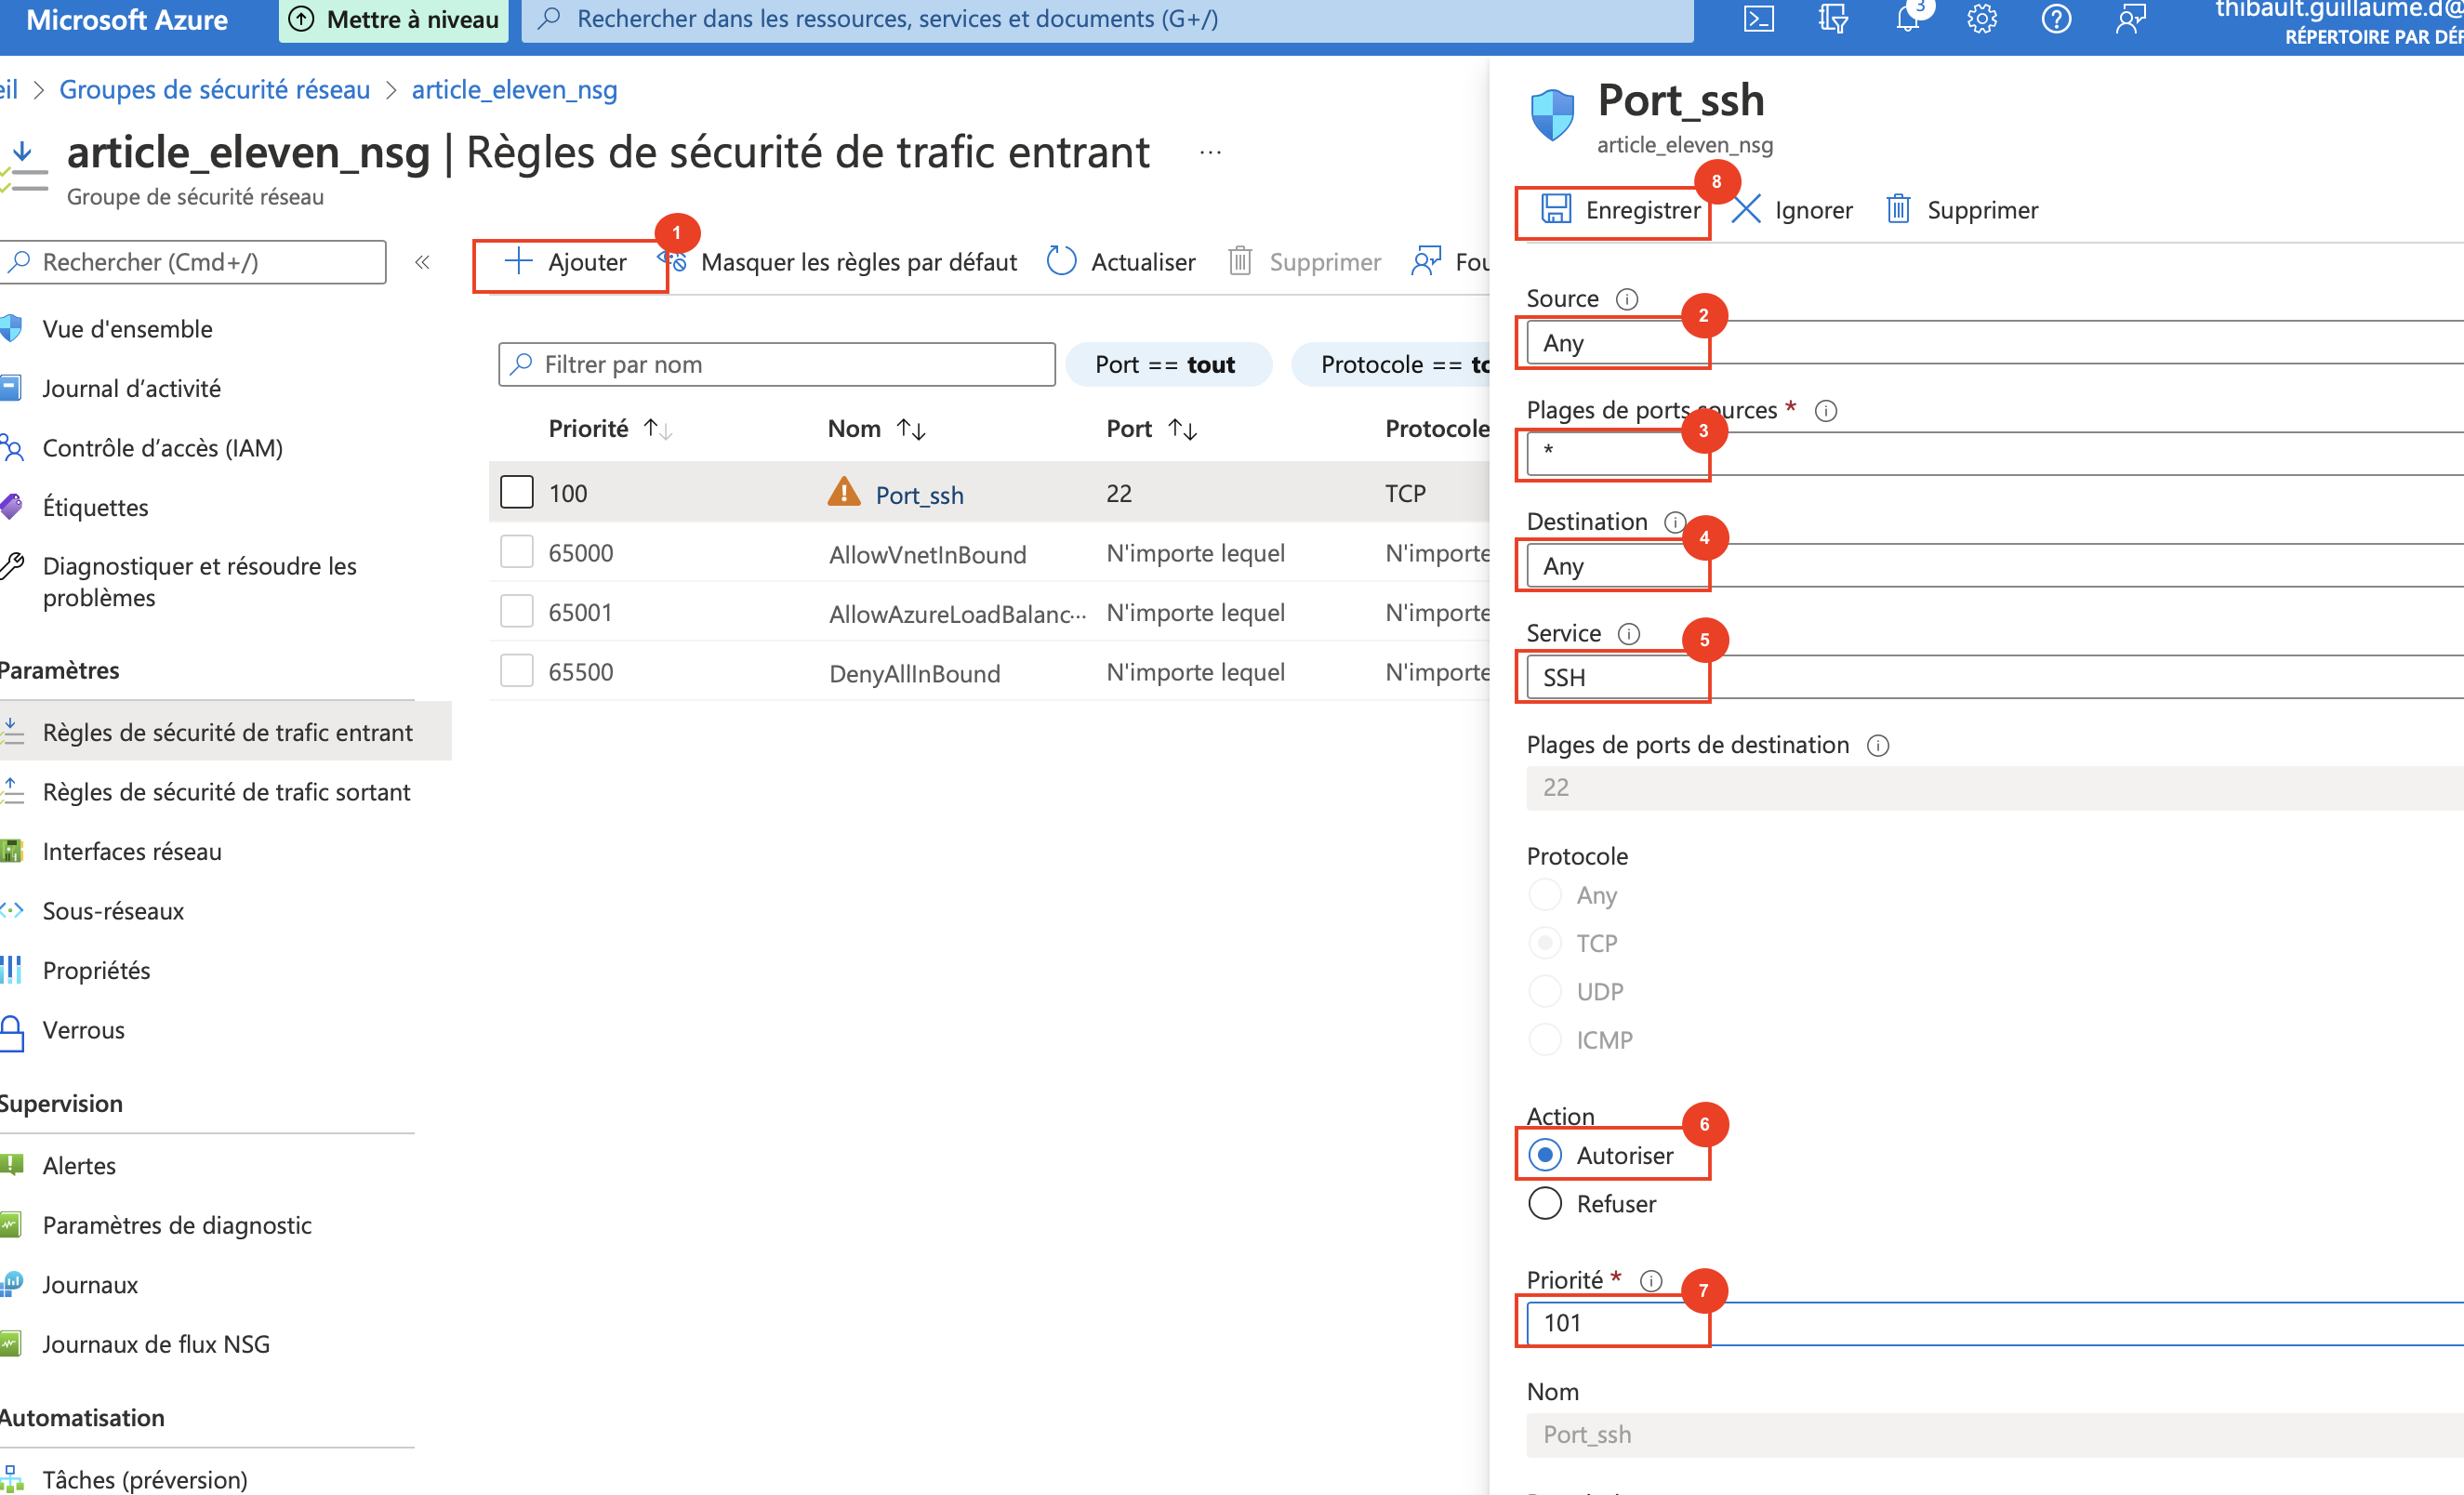 Microsoft Azure
Mettre à niveau
Rechercher dans les ressources, services et documents (G+/)
3
thibault.guillaume.d@
RÉPERTOIRE PAR DÉF
eil > Groupes de sécurité réseau > article_eleven_nsg
article_eleven_nsg | Règles de sécurité de trafic entrant ...
Groupe de sécurité réseau
Rechercher (Cmd+/)
«
Vue d'ensemble
Journal d’activité
Contrôle d’accès (IAM)
Étiquettes
Diagnostiquer et résoudre les
problèmes
Paramètres
Règles de sécurité de trafic entrant
Règles de sécurité de trafic sortant
Interfaces réseau
Sous-réseaux
Propriétés
Verrous
Supervision
Alertes
Paramètres de diagnostic
Journaux
Journaux de flux NSG
Automatisation
Tâches (préversion)
1
Ajouter
Masquer les règles par défaut
Actualiser
Supprimer
Fou
Filtrer par nom
Port == tout
Protocole == to
Priorité Nom Port Protocole
100 Port_ssh 22 TCP
65000 AllowVnetInBound N'importe lequel N'importe
65001 AllowAzureLoadBalanc... N'importe lequel N'importe
65500 DenyAllInBound N'importe lequel N'importe
Port_ssh
article_eleven_nsg
8
Enregistrer
Ignorer
Supprimer
Source
2
Any
Plages de ports sources *
3
*
Destination
4
Any
Service
5
SSH
Plages de ports de destination
22
Protocole
Any
TCP
UDP
ICMP
Action
6
Autoriser
Refuser
Priorité *
7
101
Nom
Port_ssh